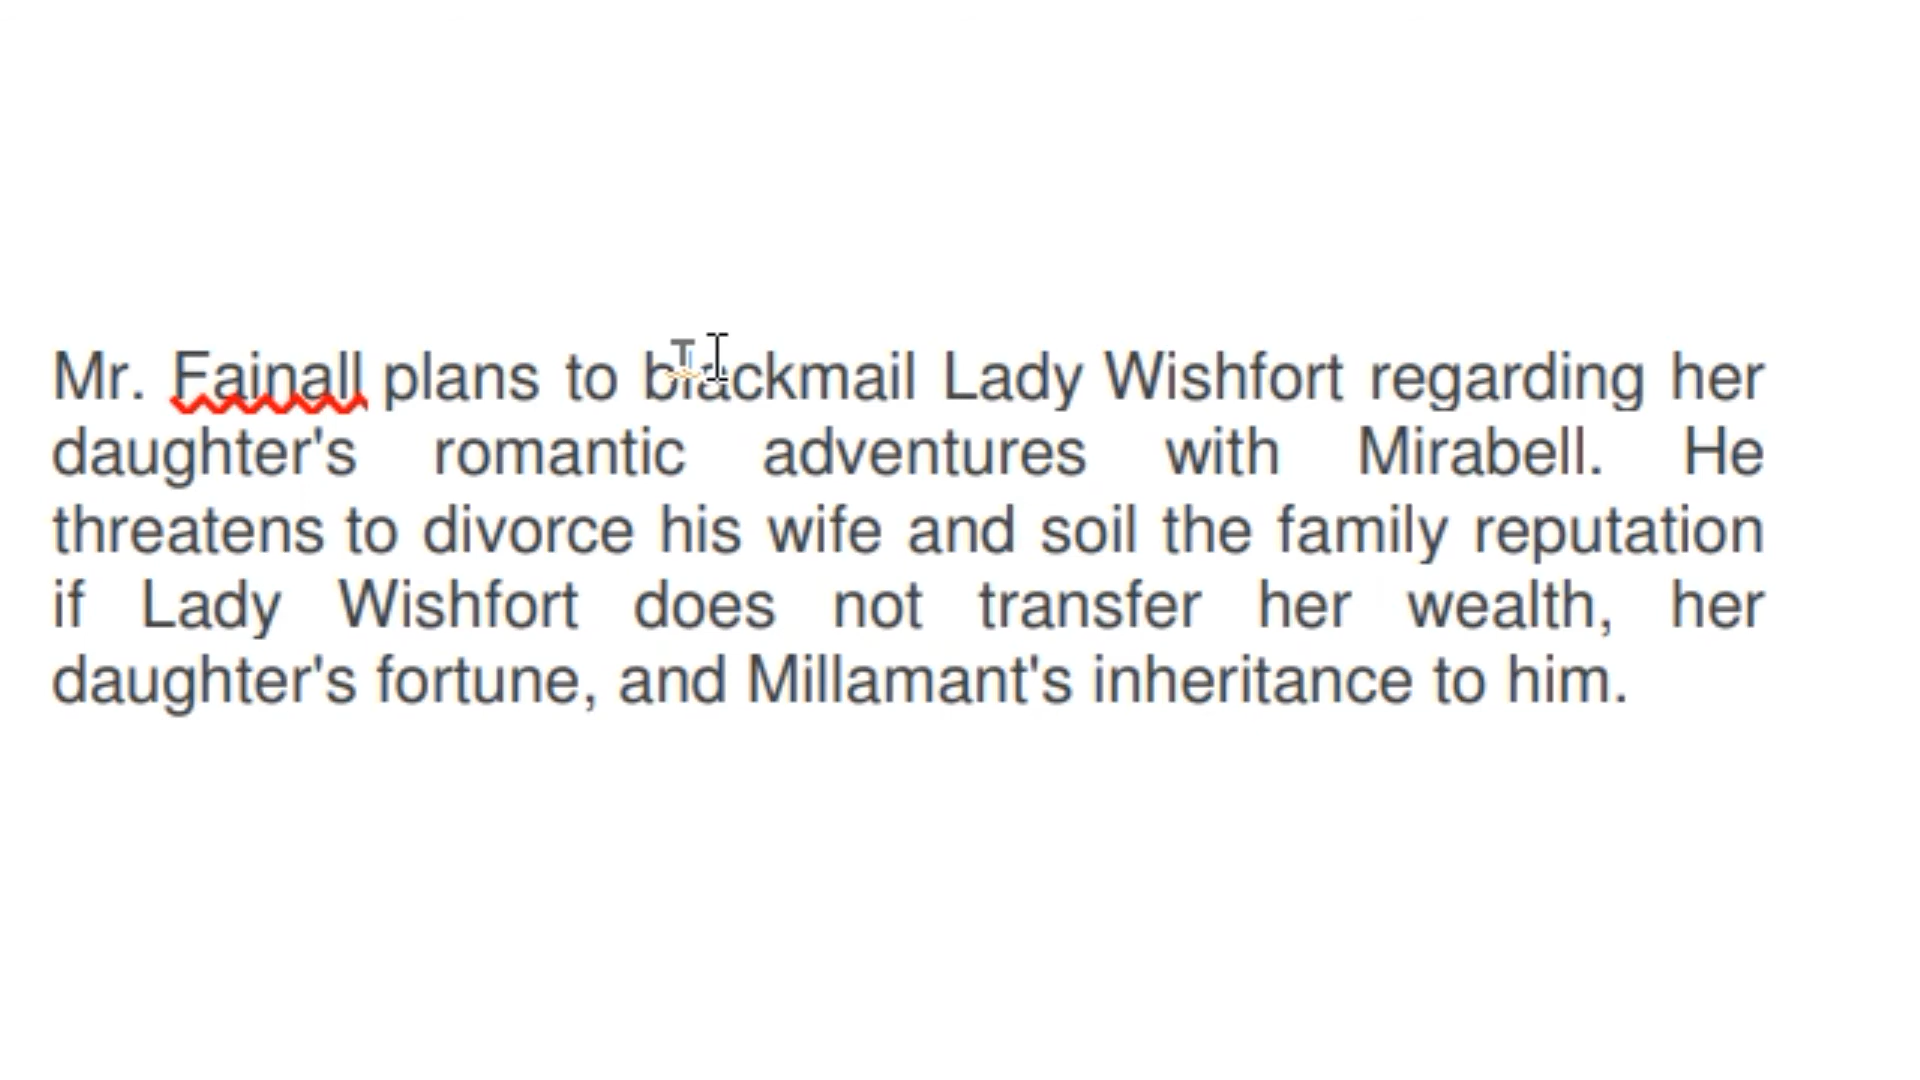 Mr. Fainall plans to blackmail Lady Wishfort regarding her
daughter's romantic adventures with Mirabell. He
threatens to divorce his wife and soil the family reputation
if Lady Wishfort does not transfer her wealth, her
daughter's fortune, and Millamant's inheritance to him.